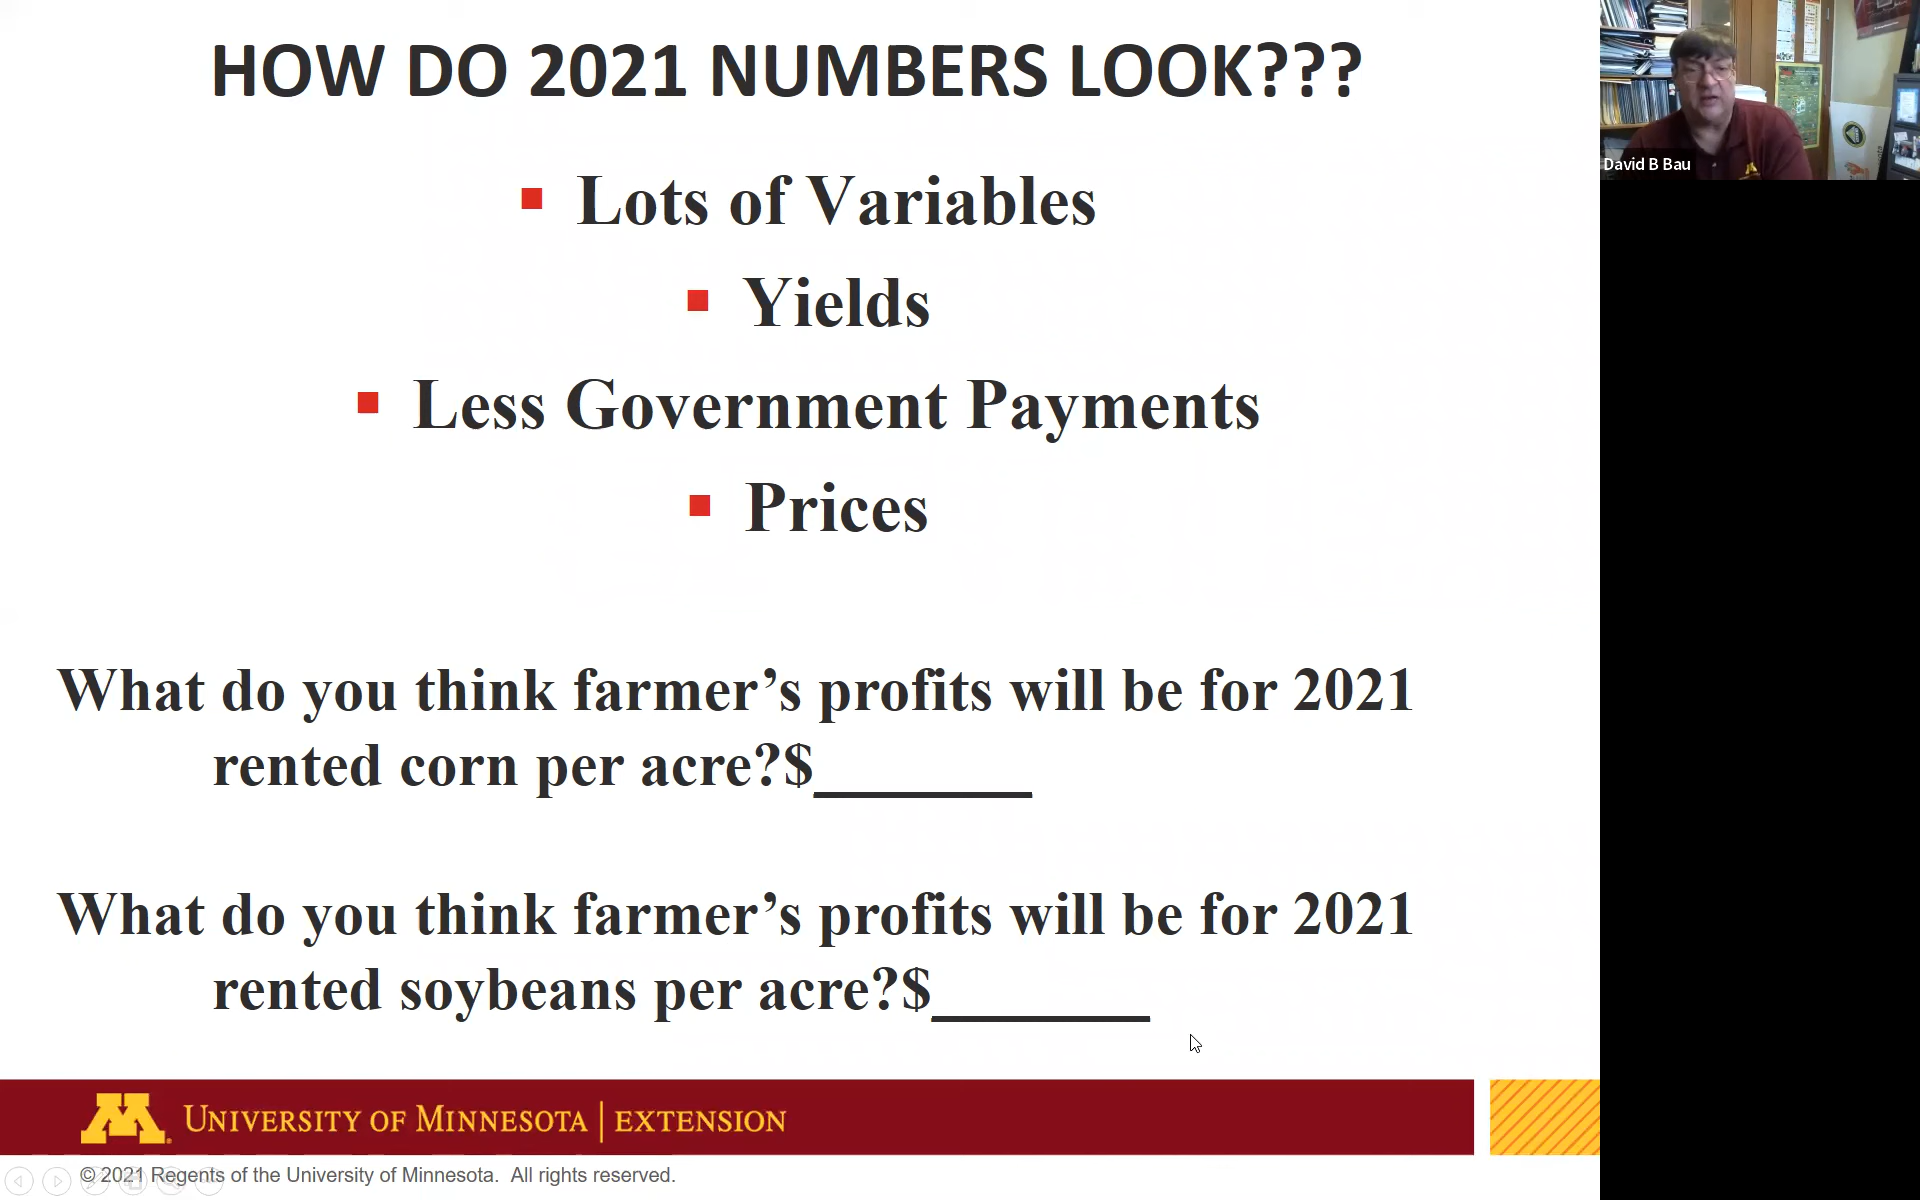 HOW DO 2021 NUMBERS LOOK???
Lots of Variables
Yields
Less Government Payments
Prices
What do you think farmer’s profits will be for 2021
rented corn per acre?$_______
What do you think farmer’s profits will be for 2021
rented soybeans per acre?$_______
UNIVERSITY OF MINNESOTA | EXTENSION
© 2021 Regents of the University of Minnesota. All rights reserved.
David B Bau